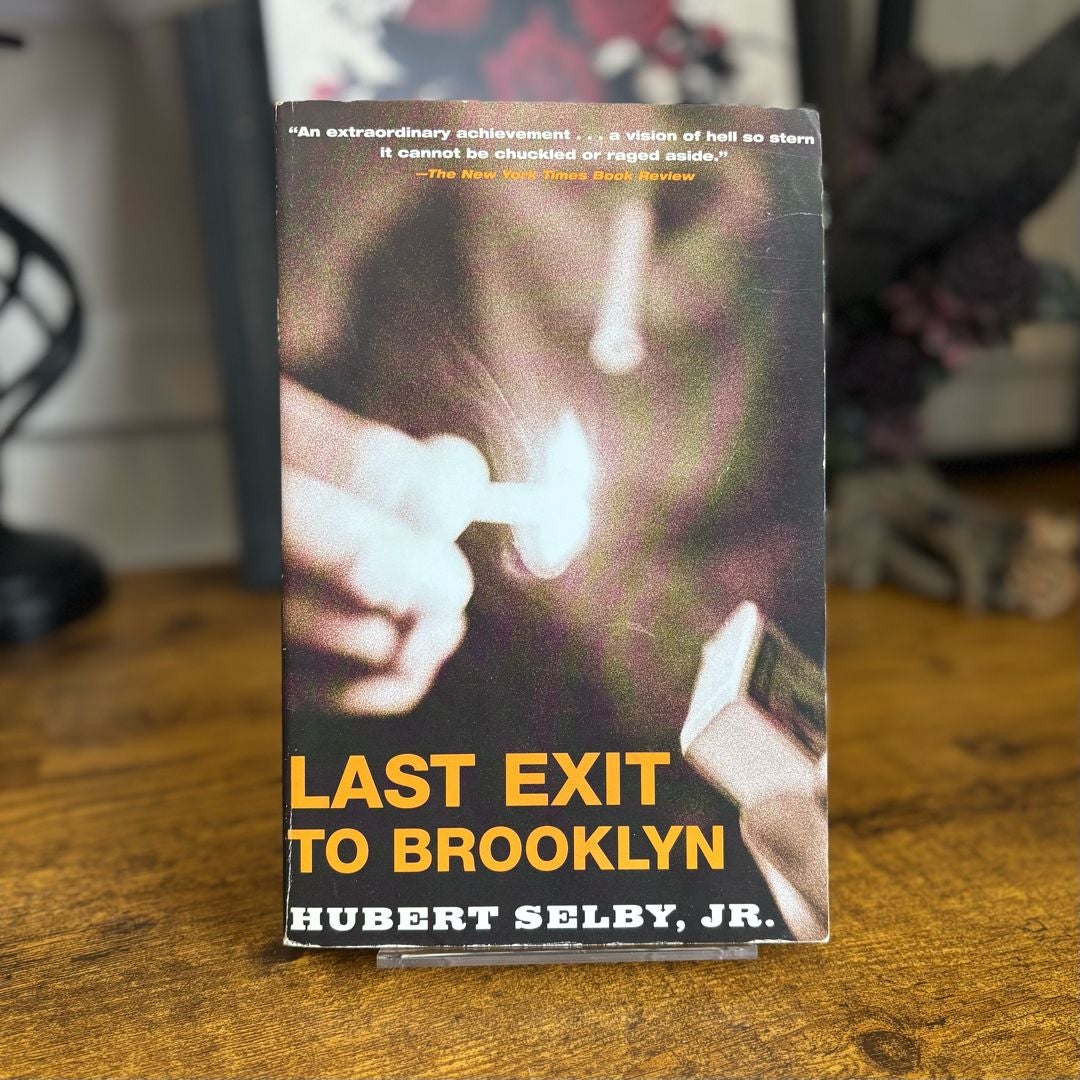 “An extraordinary achievement . . . a vision of hell so stern
it cannot be chuckled or raged aside.”
—The New York Times Book Review
LAST EXIT
TO BROOKLYN
HUBERT SELBY, JR.